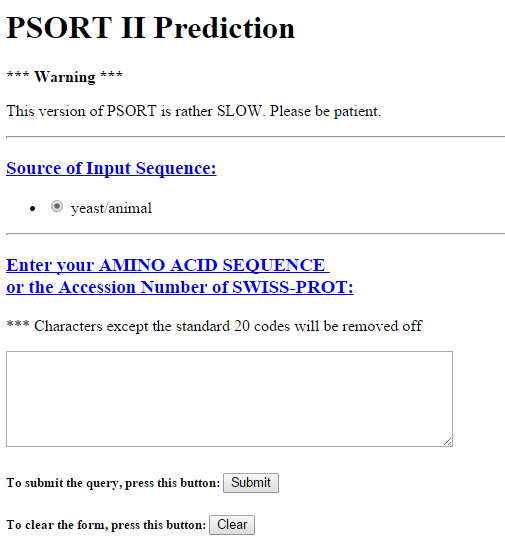 PSORT II Prediction
*** Warning ***
This version of PSORT is rather SLOW. Please be patient.
Source of Input Sequence:
yeast/animal
Enter your AMINO ACID SEQUENCE
or the Accession Number of SWISS-PROT:
*** Characters except the standard 20 codes will be removed off
To submit the query, press this button: Submit
To clear the form, press this button: Clear